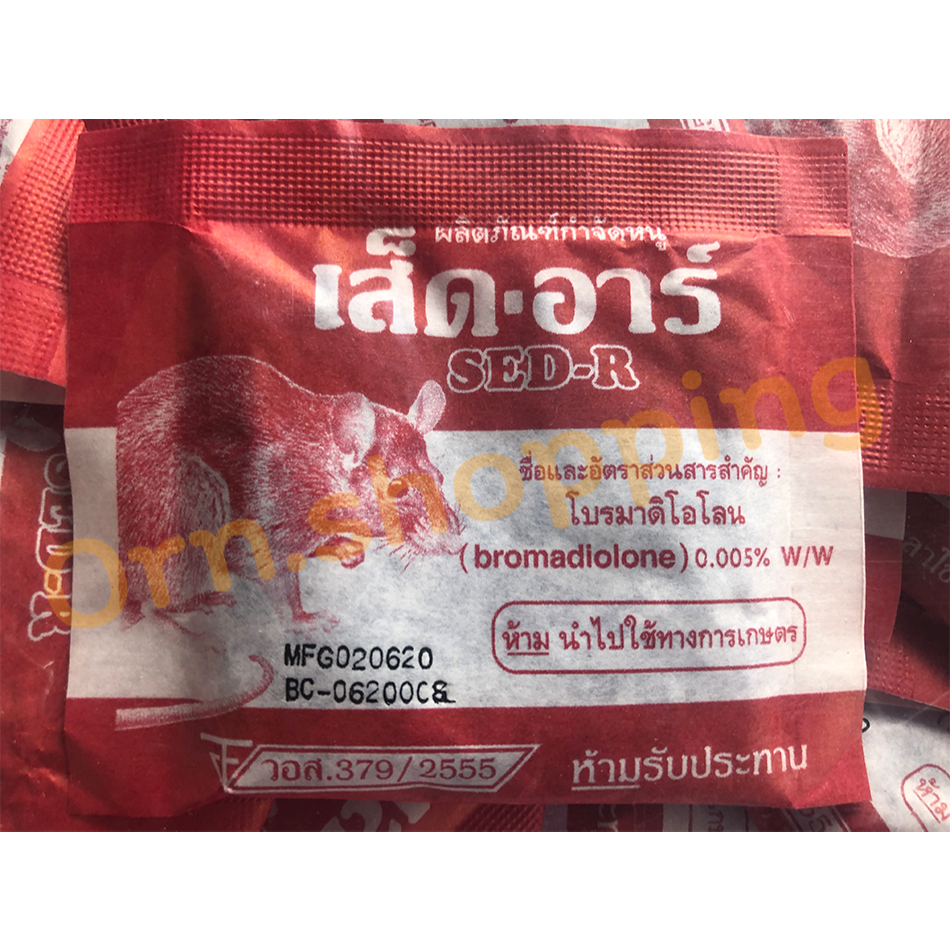 ผลิตภัณฑ์กำจัดหนู
เส็ด·อาร์
SED-R
ชื่อและอัตราส่วนสารสำคัญ :
โบรมาดิโอโลน
(bromadiolone) 0.005% W/W
ห้าม นำไปใช้ทางการเกษตร
MFG020620
วอส.379/2555
ห้ามรับประทาน
Orn.shopping
ห้าม